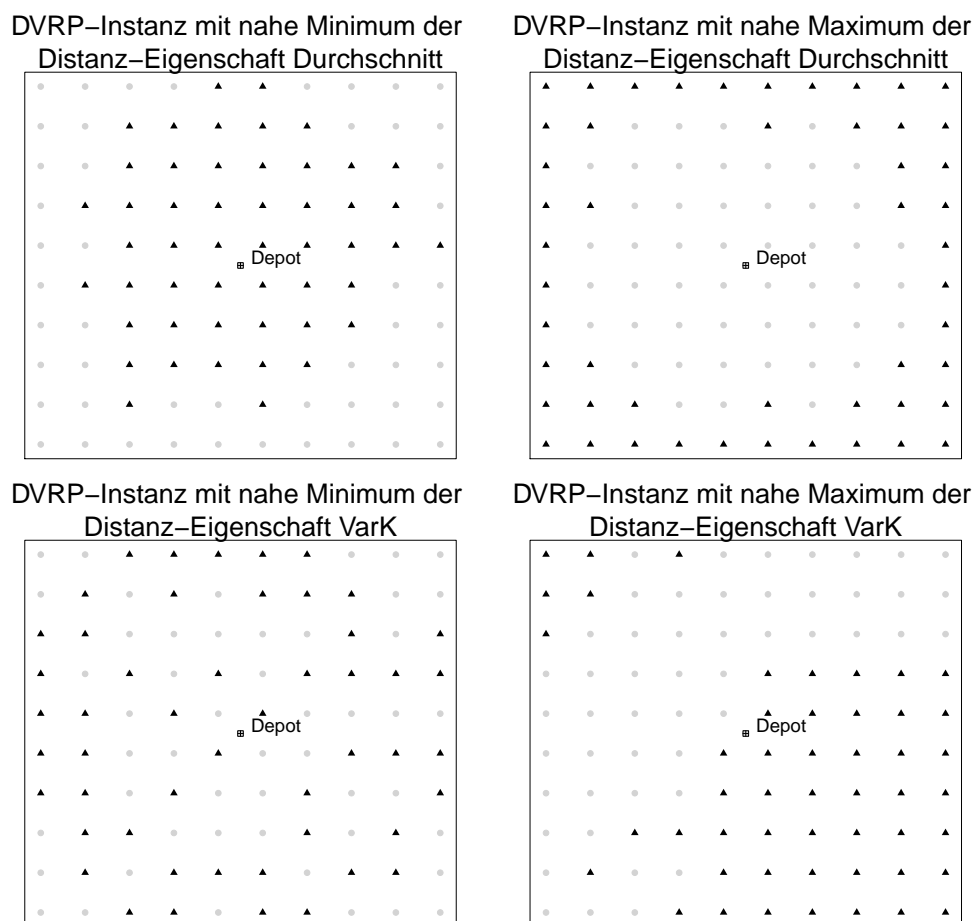 DVRP–Instanz mit nahe Minimum der
Distanz–Eigenschaft Durchschnitt
Depot
DVRP–Instanz mit nahe Maximum der
Distanz–Eigenschaft Durchschnitt
Depot
DVRP–Instanz mit nahe Minimum der
Distanz–Eigenschaft VarK
Depot
DVRP–Instanz mit nahe Maximum der
Distanz–Eigenschaft VarK
Depot